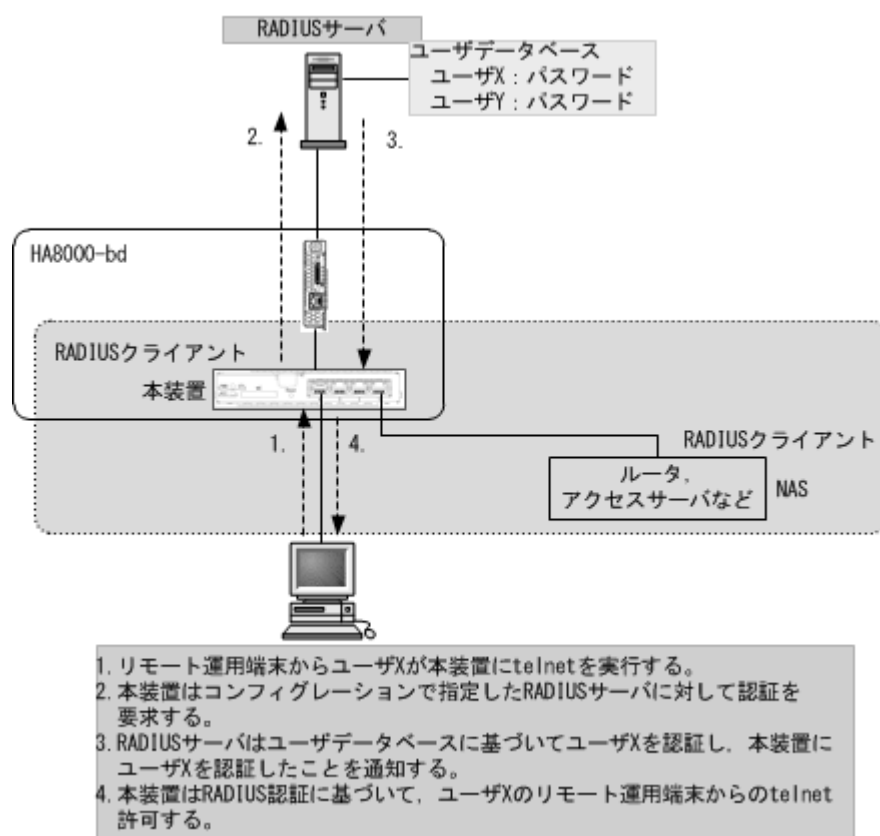 RADIUSサーバ
ユーザデータベース
ユーザX：パスワード
ユーザY：パスワード
2.
3.
HA8000-bd
RADIUSクライアント
本装置
1.
4.
RADIUSクライアント
ルータ，
アクセスサーバなど
NAS
1. リモート運用端末からユーザXが本装置にtelnetを実行する。
2. 本装置はコンフィグレーションで指定したRADIUSサーバに対して認証を
要求する。
3. RADIUSサーバはユーザデータベースに基づいてユーザXを認証し，本装置に
ユーザXを認証したことを通知する。
4. 本装置はRADIUS認証に基づいて，ユーザXのリモート運用端末からのtelnet
許可する。